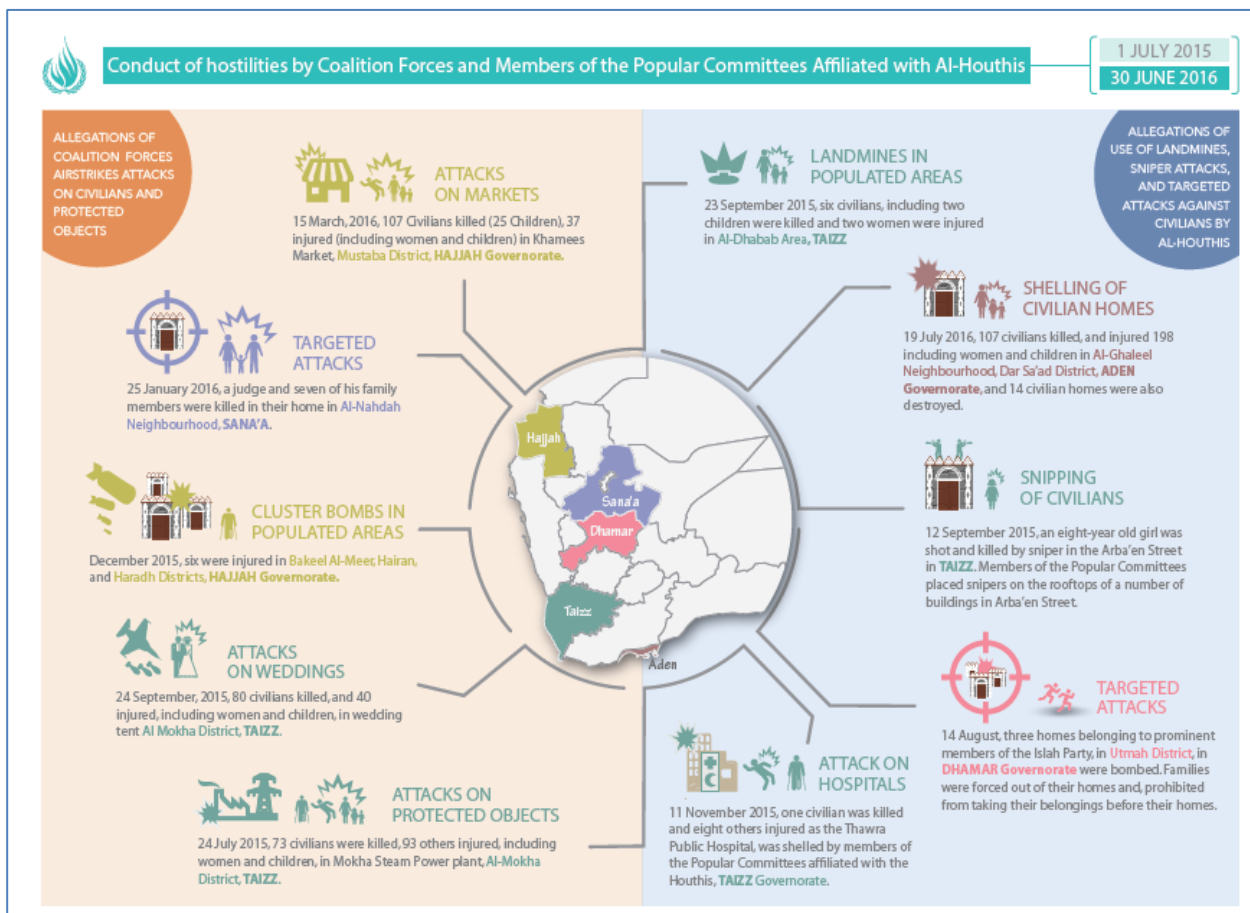 Conduct of hostilities by Coalition Forces and Members of the Popular Committees Affiliated with Al-Houthis
1 JULY 2015
30 JUNE 2016
ALLEGATIONS OF
COALITION FORCES
AIRSTRIKES ATTACKS
ON CIVILIANS AND
PROTECTED
OBJECTS
ATTACKS
ON MARKETS
15 March, 2016, 107 Civilians killed (25 Children), 37
injured (including women and children) in Khamees
Market, Mustaba District, HAJJAH Governorate.
TARGETED
ATTACKS
25 January 2016, a judge and seven of his family
members were killed in their home in Al-Nahdah
Neighbourhood, SANA'A.
CLUSTER BOMBS IN
POPULATED AREAS
December 2015, six were injured in Bakeel Al-Meer, Hairan,
and Haradh Districts, HAJJAH Governorate.
ATTACKS
ON WEDDINGS
24 September, 2015, 80 civilians killed, and 40
injured, including women and children, in wedding
tent Al Mokha District, TAIZZ.
ATTACKS ON
PROTECTED OBJECTS
24 July 2015, 73 civilians were killed, 93 others injured, including
women and children, in Mokha Steam Power plant, Al-Mokha
District, TAIZZ.
Hajjah
Sana'a
Dhamar
Taizz
Aden
LANDMINES IN
POPULATED AREAS
23 September 2015, six civilians, including two
children were killed and two women were injured
in Al-Dhabab Area, TAIZZ
ALLEGATIONS OF
USE OF LANDMINES,
SNIPER ATTACKS,
AND TARGETED
ATTACKS AGAINST
CIVILIANS BY
AL-HOUTHIS
SHELLING OF
CIVILIAN HOMES
19 July 2016, 107 civilians killed, and injured 198
including women and children in Al-Ghaleel
Neighbourhood, Dar Sa'ad District, ADEN
Governorate, and 14 civilian homes were also
destroyed.
SNIPPING
OF CIVILIANS
12 September 2015, an eight-year old girl was
shot and killed by sniper in the Arba'en Street
in TAIZZ. Members of the Popular Committees
placed snipers on the rooftops of a number of
buildings in Arba'en Street.
TARGETED
ATTACKS
14 August, three homes belonging to prominent
members of the Islah Party, in Utmah District, in
DHAMAR Governorate were bombed. Families
were forced out of their homes and, prohibited
from taking their belongings before their homes.
ATTACK ON
HOSPITALS
11 November 2015, one civilian was killed
and eight others injured as the Thawra
Public Hospital, was shelled by members
of the Popular Committees affiliated with the
Houthis, TAIZZ Governorate.